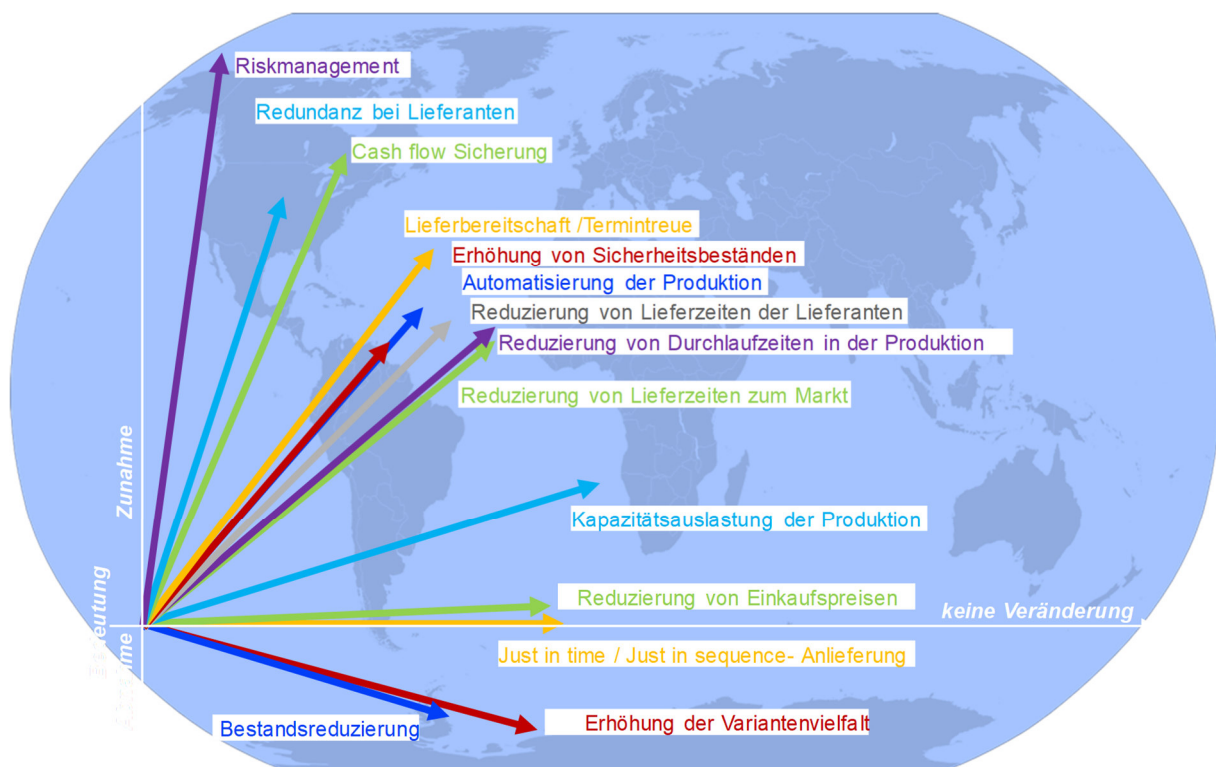 Riskmanagement
Redundanz bei Lieferanten
Cash flow Sicherung
Lieferbereitschaft /Termintreue
Erhöhung von Sicherheitsbeständen
Automatisierung der Produktion
Reduzierung von Lieferzeiten der Lieferanten
Reduzierung von Durchlaufzeiten in der Produktion
Reduzierung von Lieferzeiten zum Markt
Zunahme
Kapazitätsauslastung der Produktion
Reduzierung von Einkaufspreisen
keine Veränderung
Just in time / Just in sequence- Anlieferung
Bestandsreduzierung
Erhöhung der Variantenvielfalt